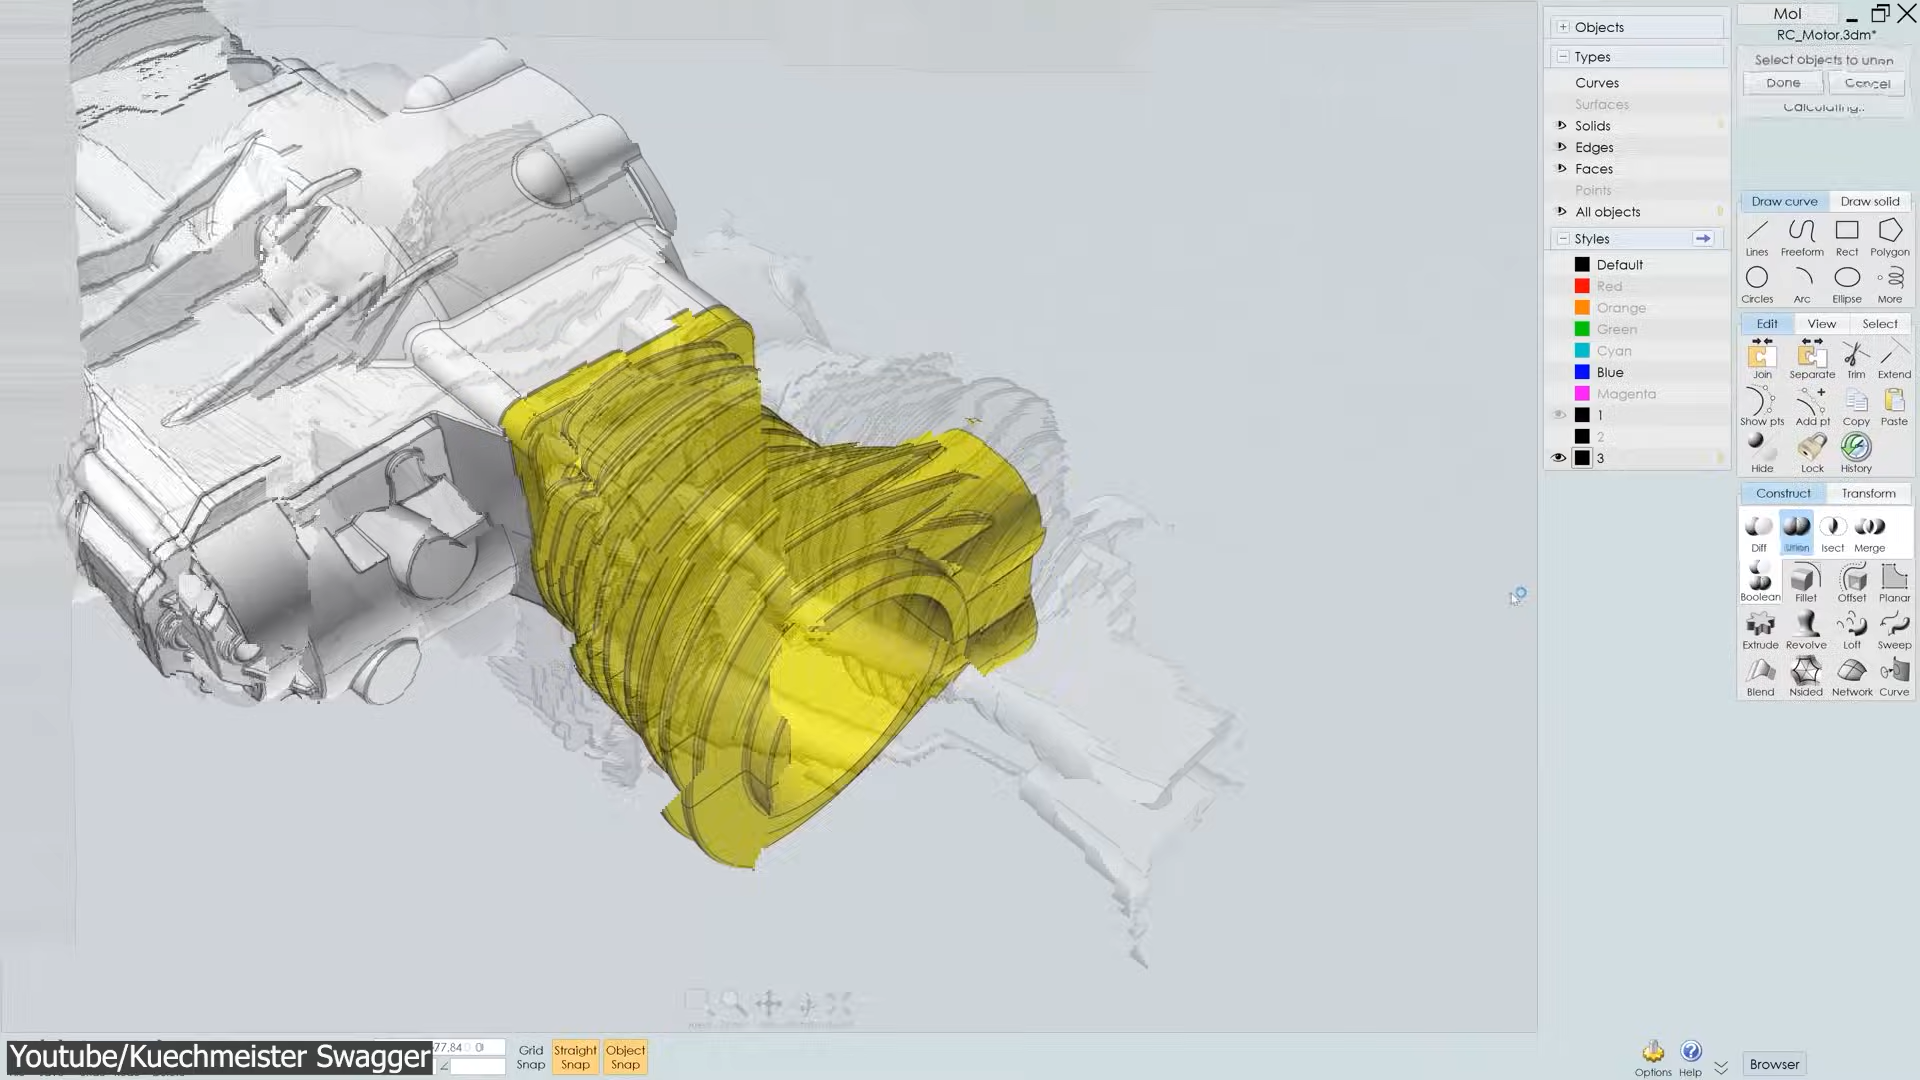 Objects
Types
Curves
Surfaces
Solids
Edges
Faces
Points
All objects
Styles
Default
Red
Orange
Green
Cyan
Blue
Magenta
1
2
3
MoI
RC_Motor.3dm*
Select objects to union
Done Cancel
Calculating..
Draw curve Draw solid
Lines Freeform Rect Polygon
Circles Arc Ellipse More
Edit View Select
Join Separate Trim Extend
Show pts Add pt Copy Paste
Hide Lock History
Construct Transform
Diff Union Isect Merge
Boolean Fillet Offset Planar
Extrude Revolve Loft Sweep
Blend Nsided Network Curve
Youtube/Kuechmeister Swagger
Grid Snap
Straight Snap
Object Snap
Options Help
Browser